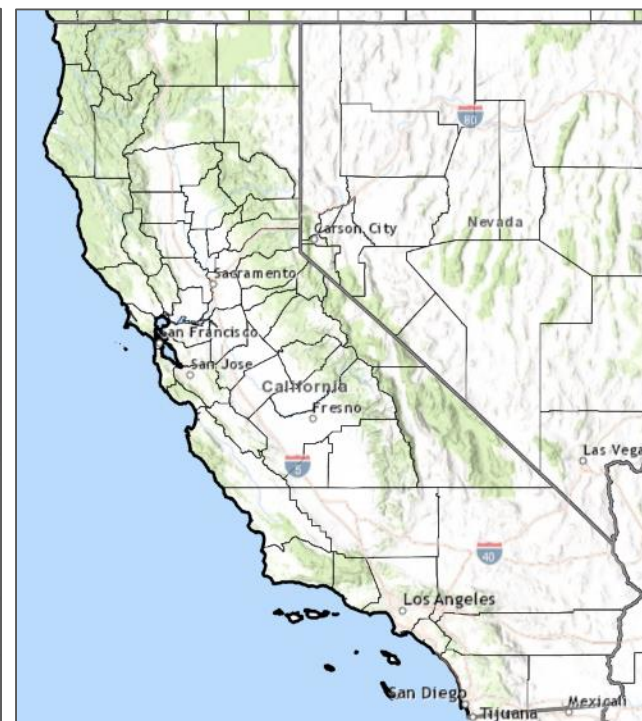 80
Carson City
Nevada
Sacramento
San Francisco
San Jose
California
Fresno
5
Las Vega
40
Los Angeles
San Diego
Tijuana
Mexicali